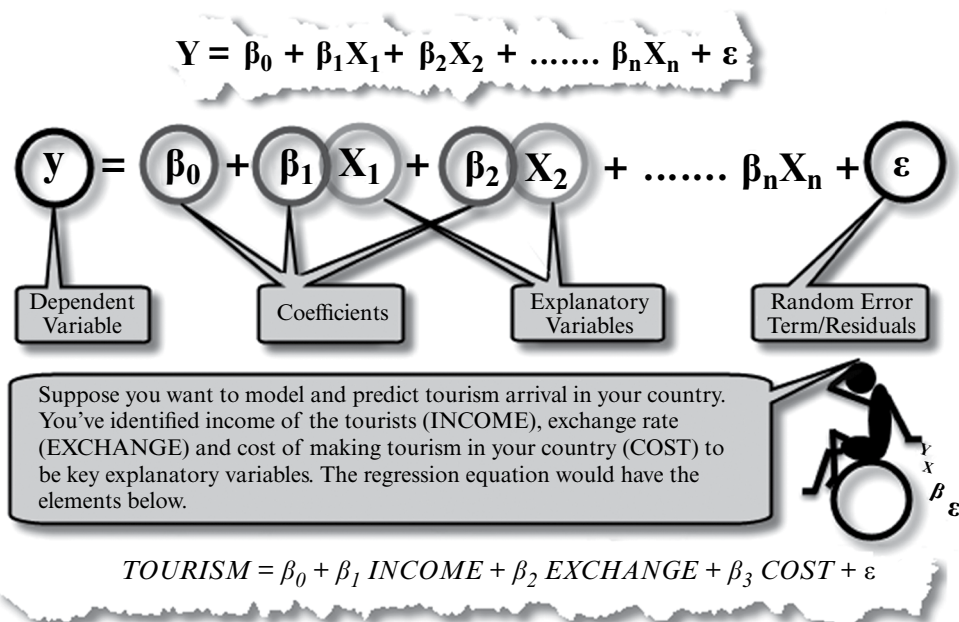 Y = β₀ + β₁X₁+ β₂X₂ + ....... βₙXₙ + ε
y = β₀ + β₁ X₁ + β₂ X₂ + ....... βₙXₙ + ε
Dependent
Variable
Coefficients
Explanatory
Variables
Random Error
Term/Residuals
Suppose you want to model and predict tourism arrival in your country.
You've identified income of the tourists (INCOME), exchange rate
(EXCHANGE) and cost of making tourism in your country (COST) to
be key explanatory variables. The regression equation would have the
elements below.
Y
X
β
ε
TOURISM = β₀ + β₁ INCOME + β₂ EXCHANGE + β₃ COST + ε